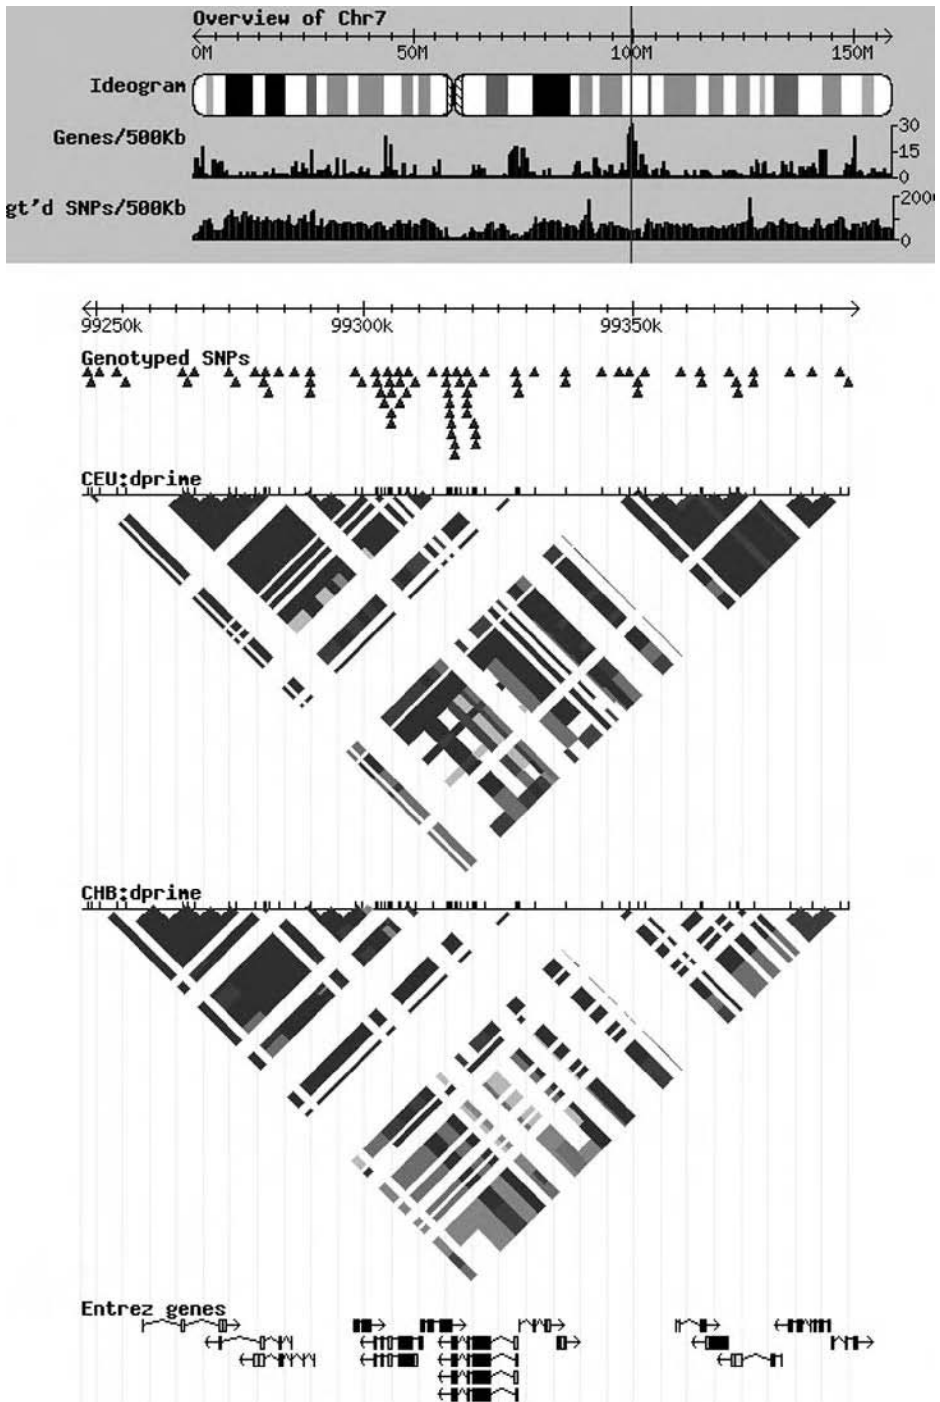 Overview of Chr7
0M 50M 100M 150M
Ideogram
Genes/500Kb
30
15
0
gt'd SNPs/500Kb
200
0
99250k 99300k 99350k
Genotyped SNPs
CEU:dprime
CHB:dprime
Entrez genes